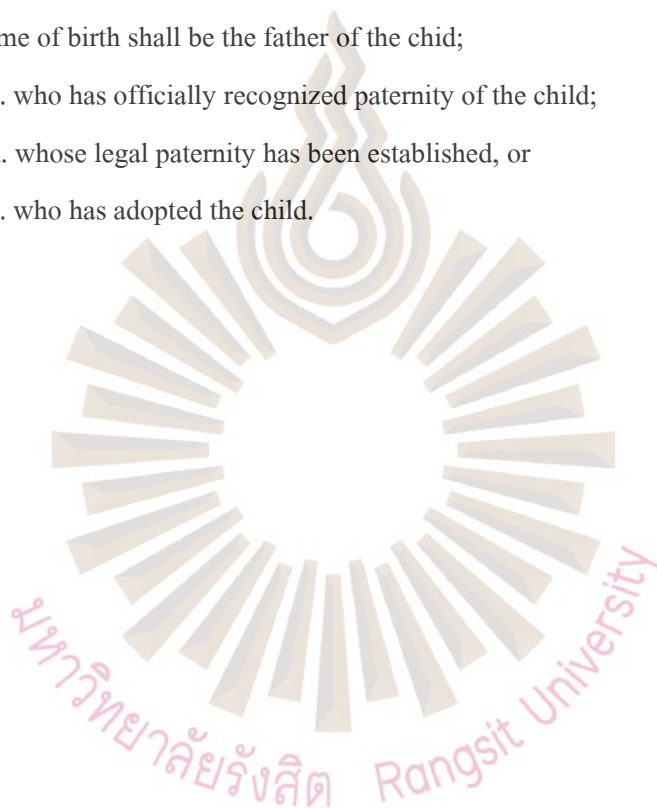 me of birth shall be the father of the chid;
. who has officially recognized paternity of the child;
. whose legal paternity has been established, or
. who has adopted the child.
มหาวิทยาลัยรังสิต Rangsit University